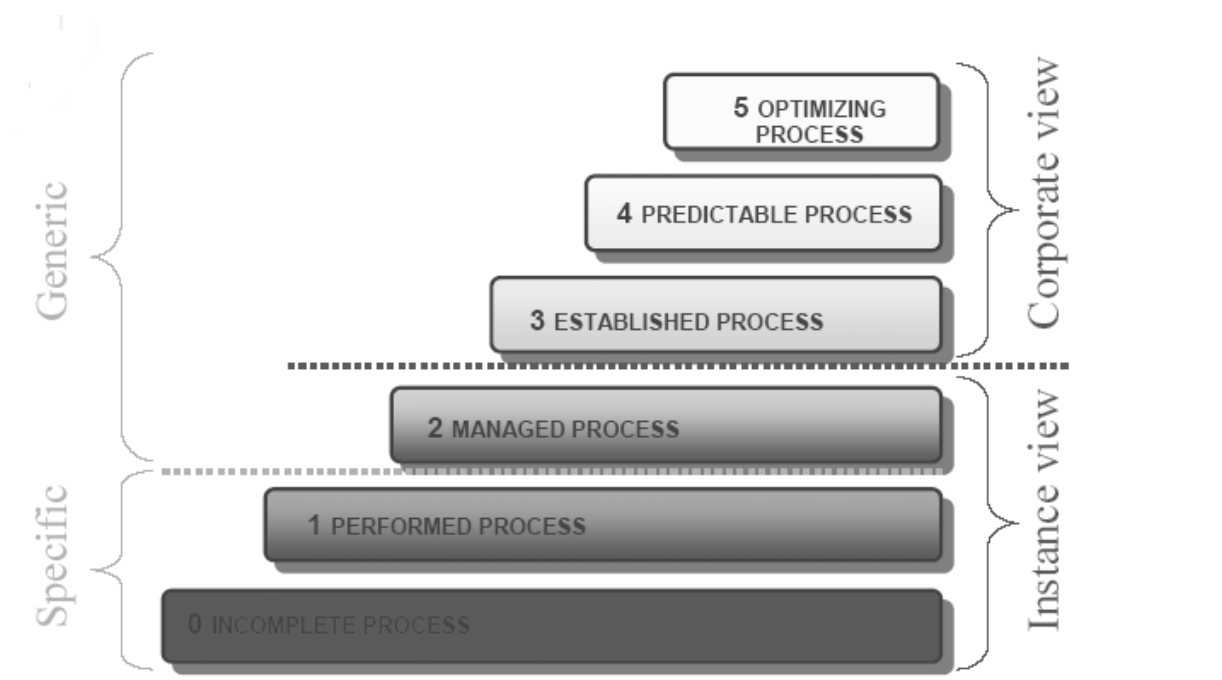 5 OPTIMIZING
PROCESS
4 PREDICTABLE PROCESS
3 ESTABLISHED PROCESS
2 MANAGED PROCESS
1 PERFORMED PROCESS
0 INCOMPLETE PROCESS
Generic
Specific
Corporate view
Instance view